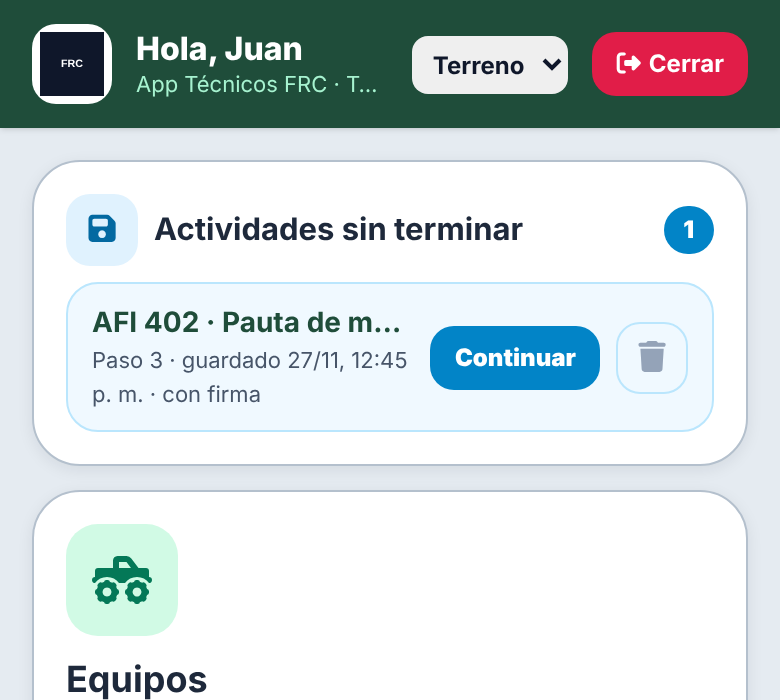 FRC
Hola, Juan
App Técnicos FRC · T...
Terreno
Cerrar
Actividades sin terminar
1
AFI 402 · Pauta de m...
Paso 3 · guardado 27/11, 12:45
p. m. · con firma
Continuar
Equipos